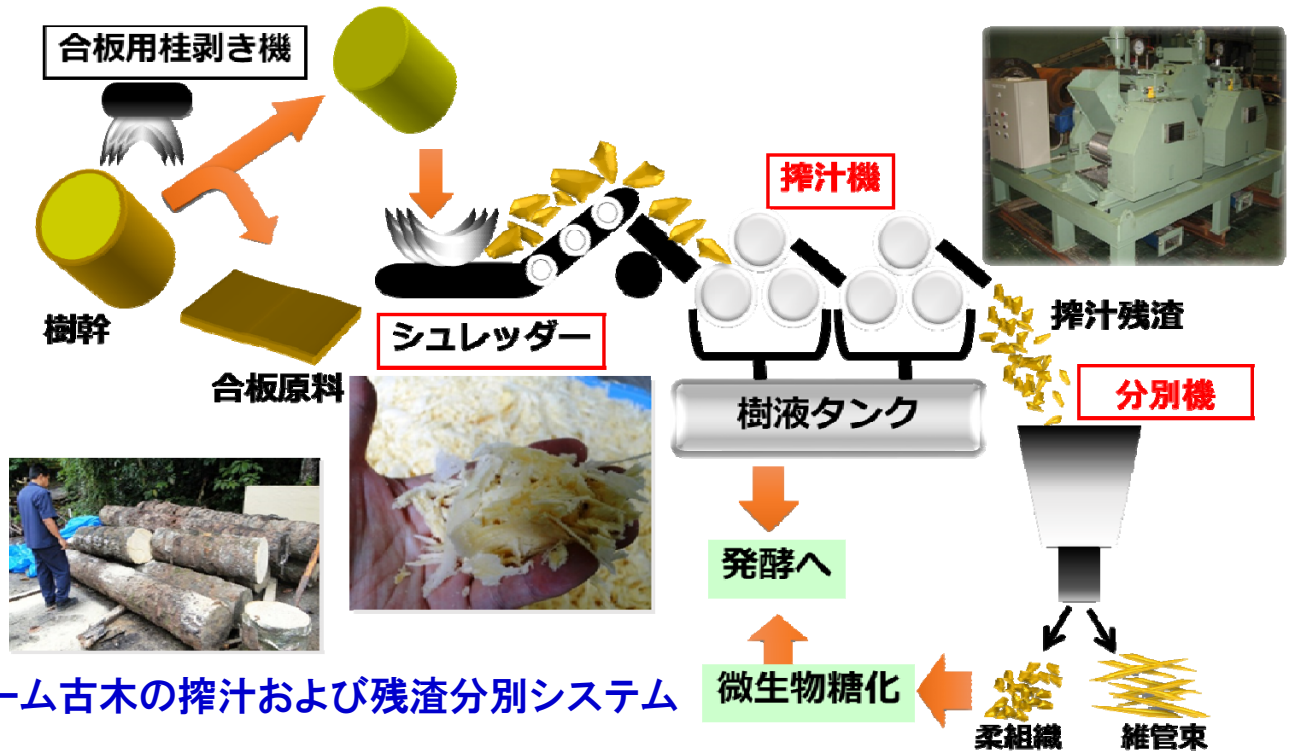 合板用桂剥き機
樹幹
合板原料
シュレッダー
搾汁機
樹液タンク
搾汁残渣
分別機
発酵へ
微生物糖化
柔組織
維管束
ーム古木の搾汁および残渣分別システム